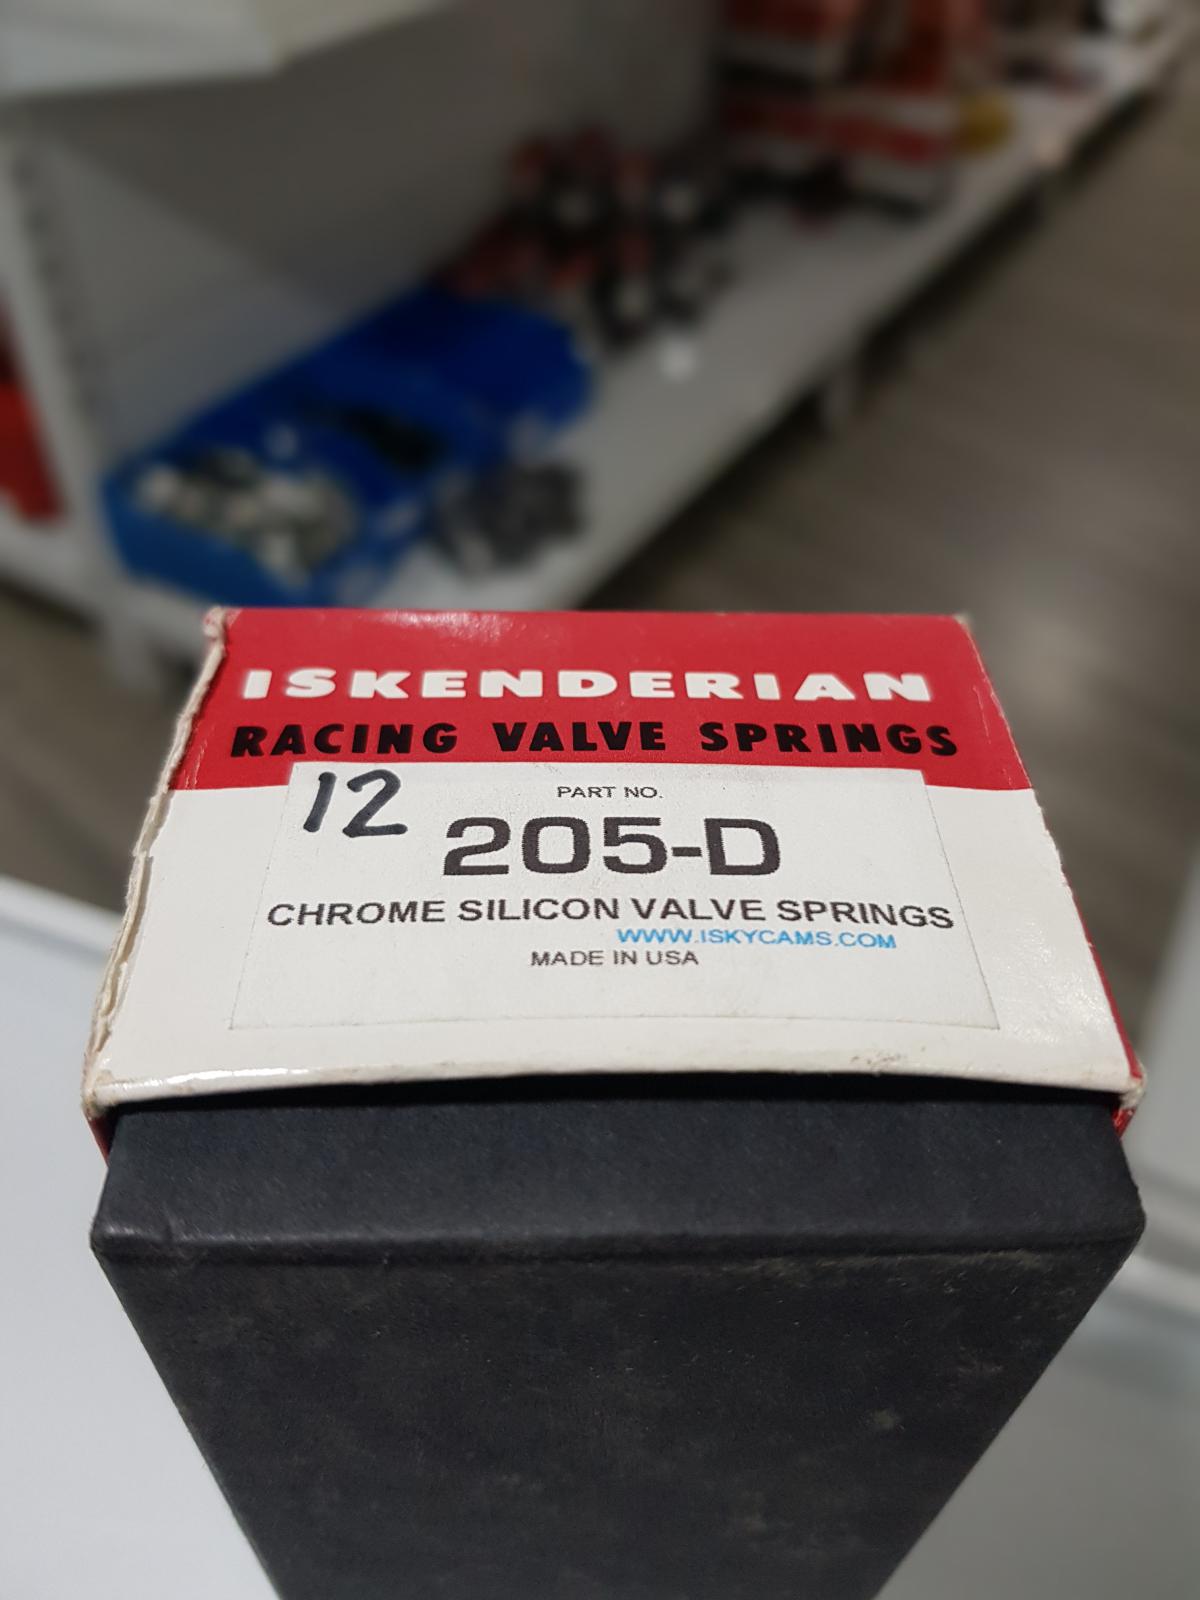 ISKENDERIAN
RACING VALVE SPRINGS
12
PART NO.
205-D
CHROME SILICON VALVE SPRINGS
WWW.ISKYCAMS.COM
MADE IN USA